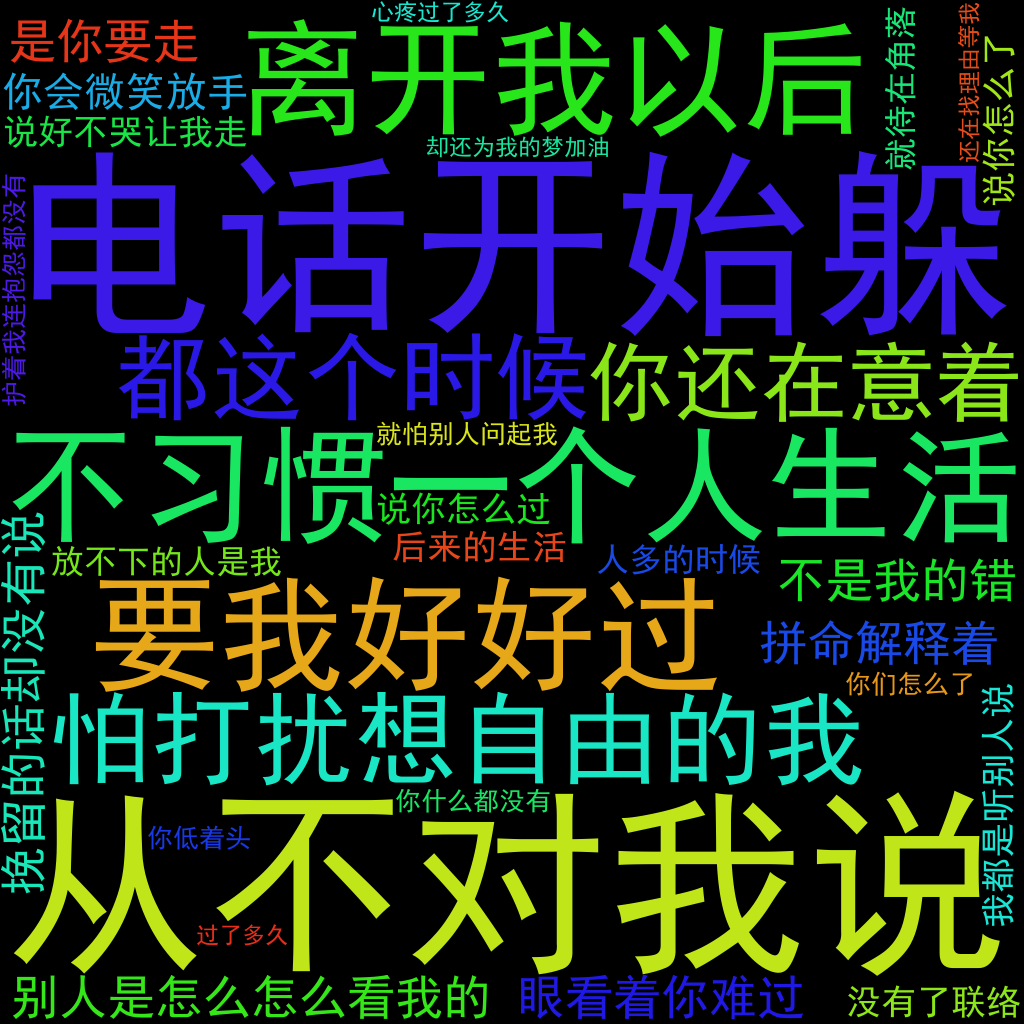 心疼过了多久
是你要走
离开我以后
就待在角落
还在找理由等我
说你怎么了
你会微笑放手
说好不哭让我走
却还为我的梦加油
电话开始躲
护着我连抱怨都没有
都这个时候
你还在意着
就怕别人问起我
不习惯一个人生活
说你怎么过
后来的生活
放不下的人是我
人多的时候
不是我的错
挽留的话却没有说
要我好好过
拼命解释着
你们怎么了
怕打扰想自由的我
我都是听别人说
你什么都没有
从不对我说
你低着头
过了多久
别人是怎么怎么看我的
眼看着你难过
没有了联络